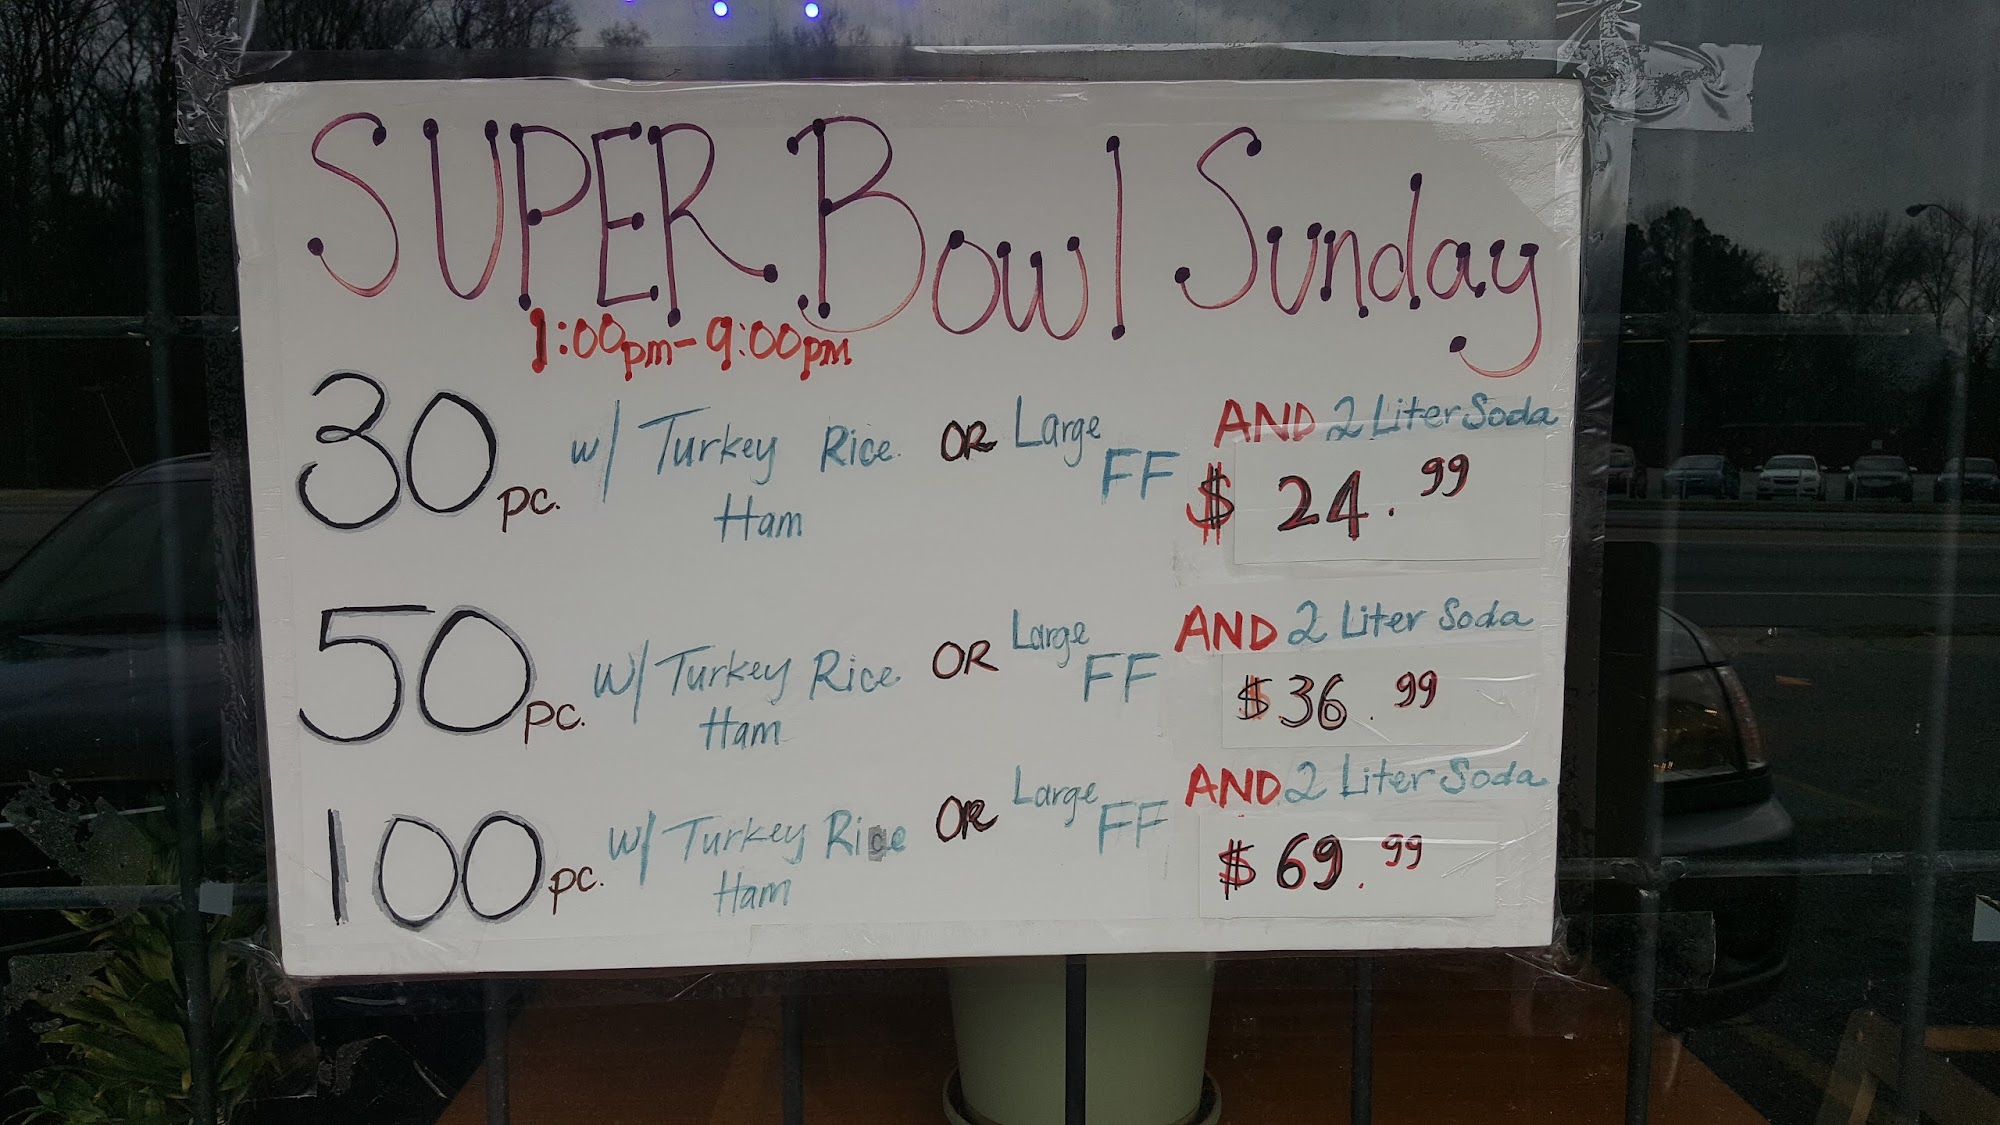 SUPER Bowl Sunday
1:00pm-9:00pm
30 pc. w/ Turkey Rice OR Large FF AND 2 Liter Soda
Ham $ 24.99
50 pc. w/ Turkey Rice OR Large FF AND 2 Liter Soda
Ham $ 36.99
100 pc. w/ Turkey Rice OR Large FF AND 2 Liter Soda
Ham $ 69.99